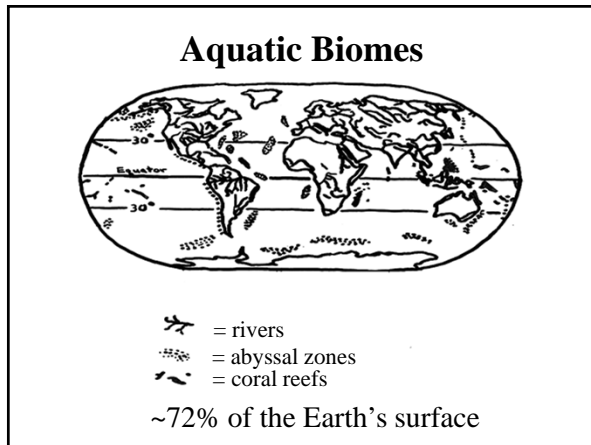 Aquatic Biomes
30°
Equator
30°
= rivers
= abyssal zones
= coral reefs
~72% of the Earth's surface